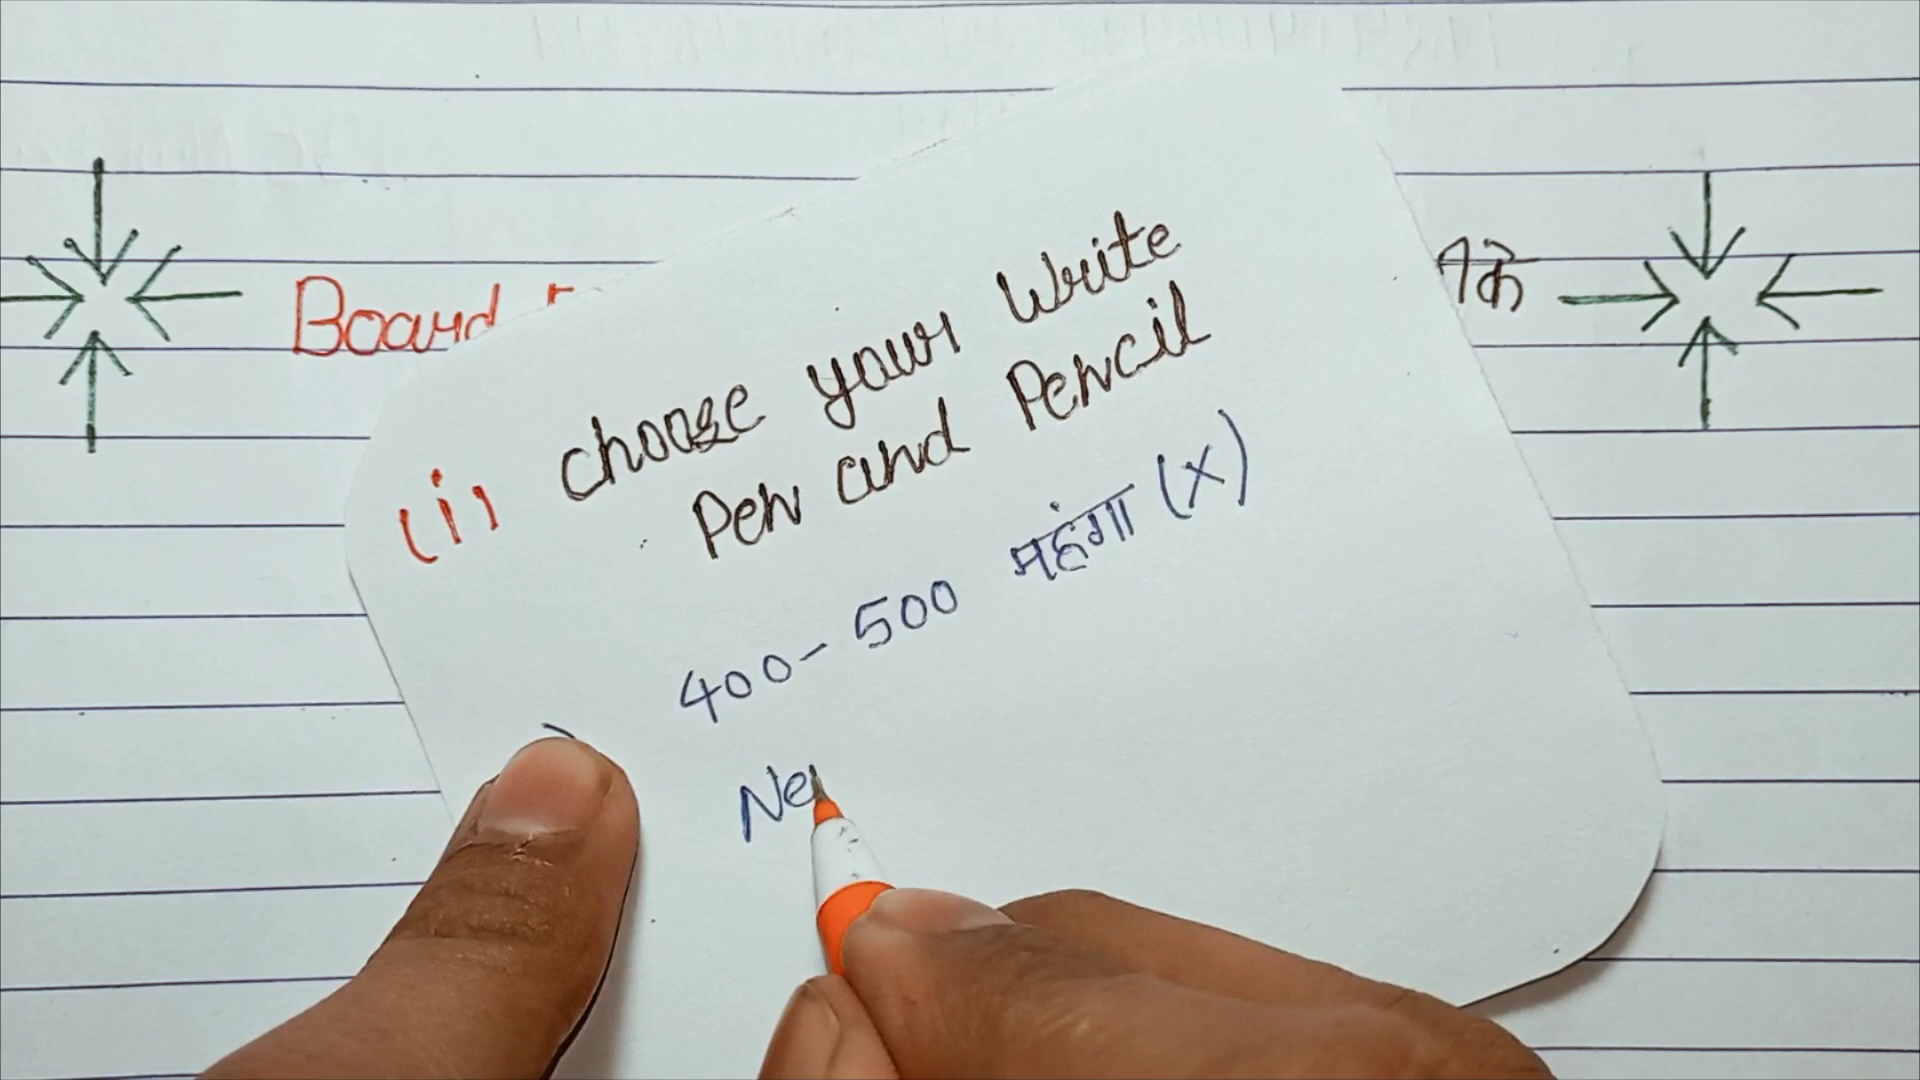 Board
(i) choose your Write
Pen and Pencil
400-500 महंगा (x)
Ne